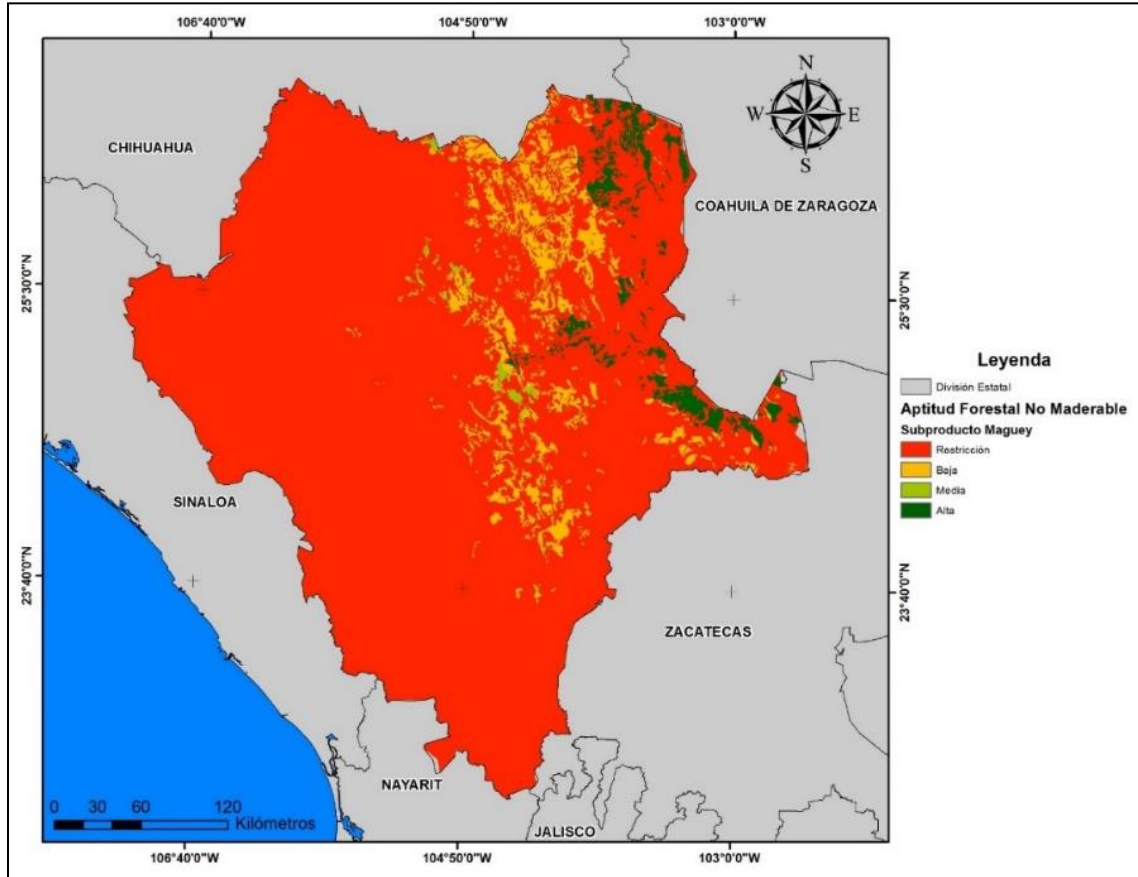 106°40'0"W
104°50'0"W
103°0'0"W
N
W
E
S
CHIHUAHUA
COAHUILA DE ZARAGOZA
25°30'0"N
25°30'0"N
Leyenda
División Estatal
Aptitud Forestal No Maderable
Subproducto Maguey
Restricción
Baja
Media
Alta
SINALOA
23°40'0"N
23°40'0"N
ZACATECAS
NAYARIT
0 30 60 120
Kilómetros
JALISCO
106°40'0"W
104°50'0"W
103°0'0"W